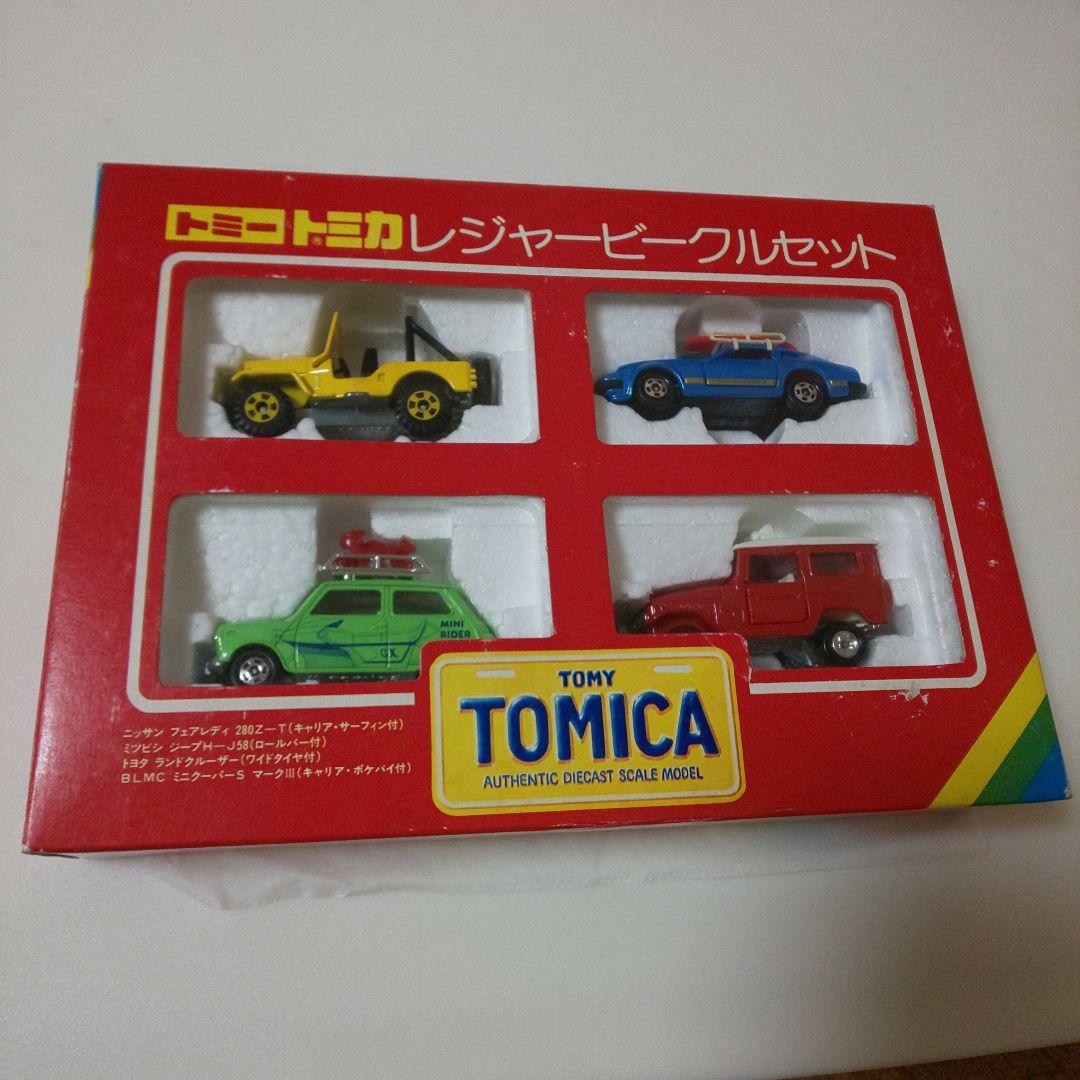 トミー トミカ® レジャービークルセット
MINI
RIDER
CX
ニッサン フェアレディ 280Z－T(キャリア・サーフィン付)
ミツビシ ジープH－J58(ロールバー付)
トヨタ ランドクルーザー(ワイドタイヤ付)
BLMC ミニクーパーS マークⅢ(キャリア・ポケバイ付)
TOMY
TOMICA
AUTHENTIC DIECAST SCALE MODEL